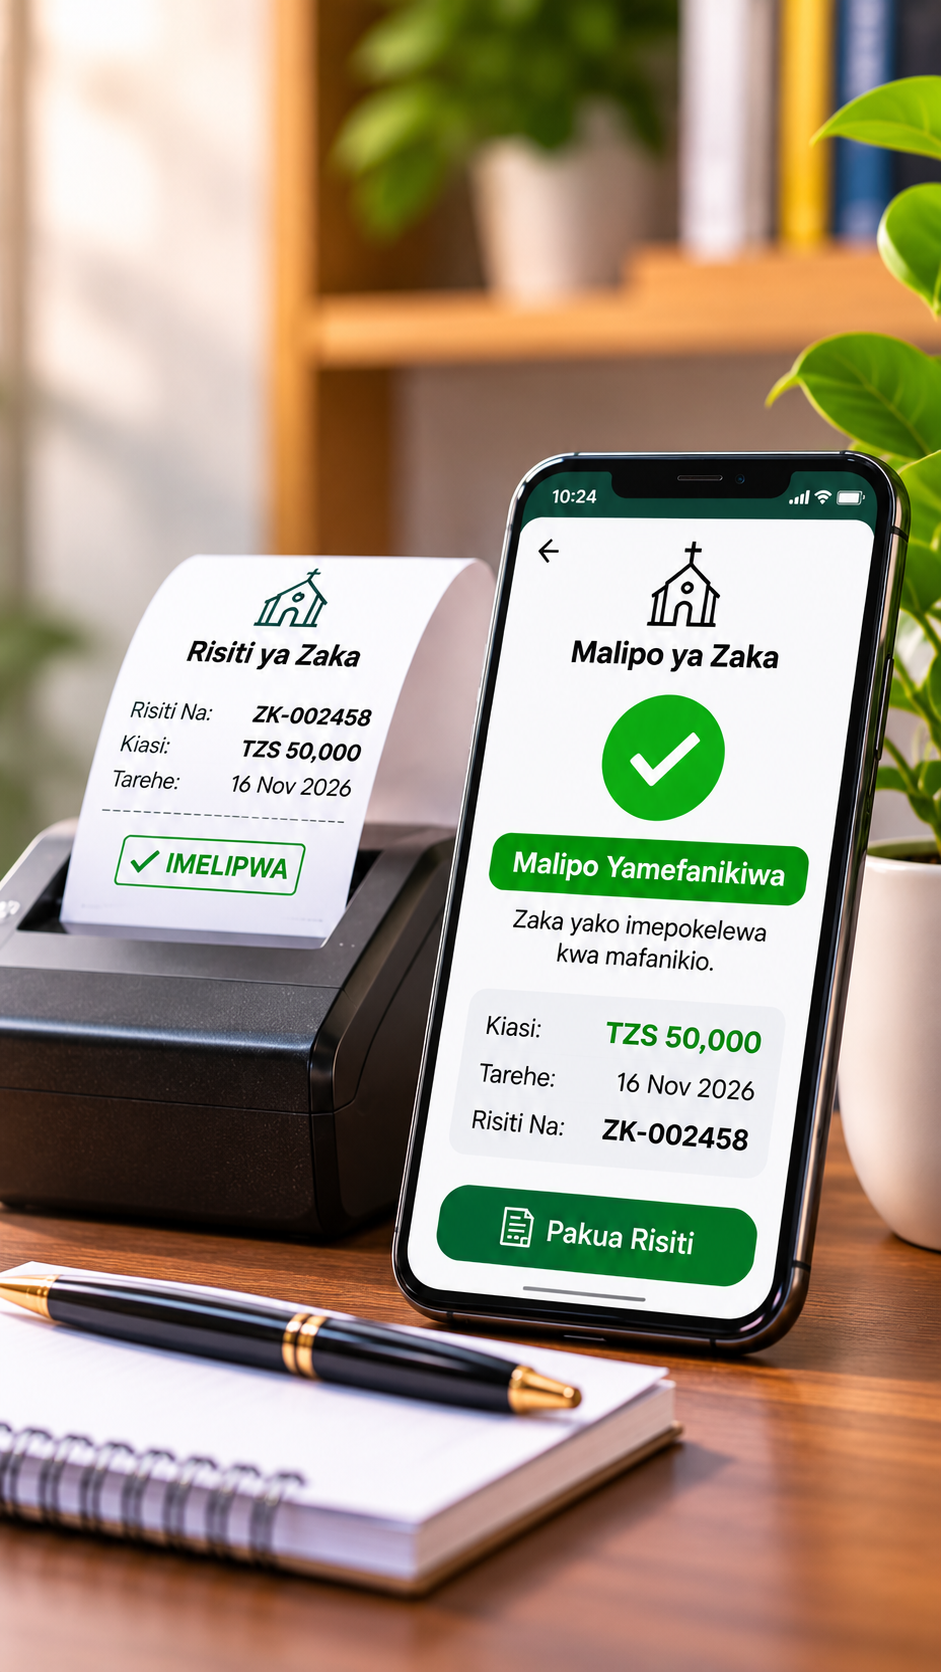 Risiti ya Zaka
Risiti Na: ZK-002458
Kiasi: TZS 50,000
Tarehe: 16 Nov 2026
IMELIPWA
10:24
Malipo ya Zaka
Malipo Yamefanikiwa
Zaka yako imepokelewa
kwa mafanikio.
Kiasi: TZS 50,000
Tarehe: 16 Nov 2026
Risiti Na: ZK-002458
Pakua Risiti